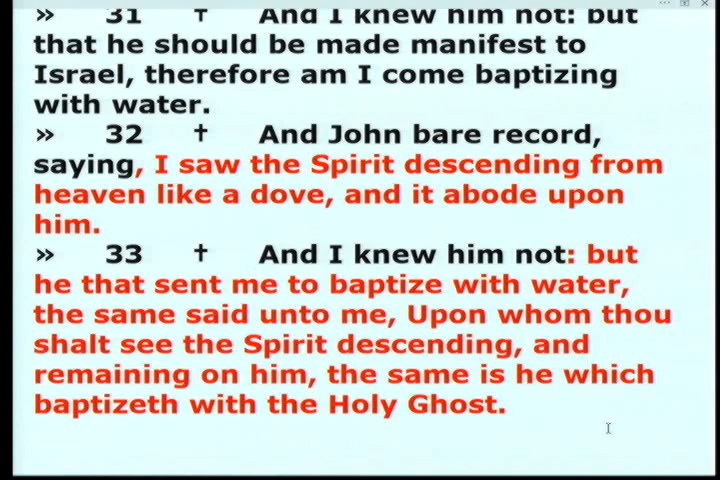 » 31 ✝ And I knew him not: but
that he should be made manifest to
Israel, therefore am I come baptizing
with water.
» 32 ✝ And John bare record,
saying, I saw the Spirit descending from
heaven like a dove, and it abode upon
him.
» 33 ✝ And I knew him not: but
he that sent me to baptize with water,
the same said unto me, Upon whom thou
shalt see the Spirit descending, and
remaining on him, the same is he which
baptizeth with the Holy Ghost.